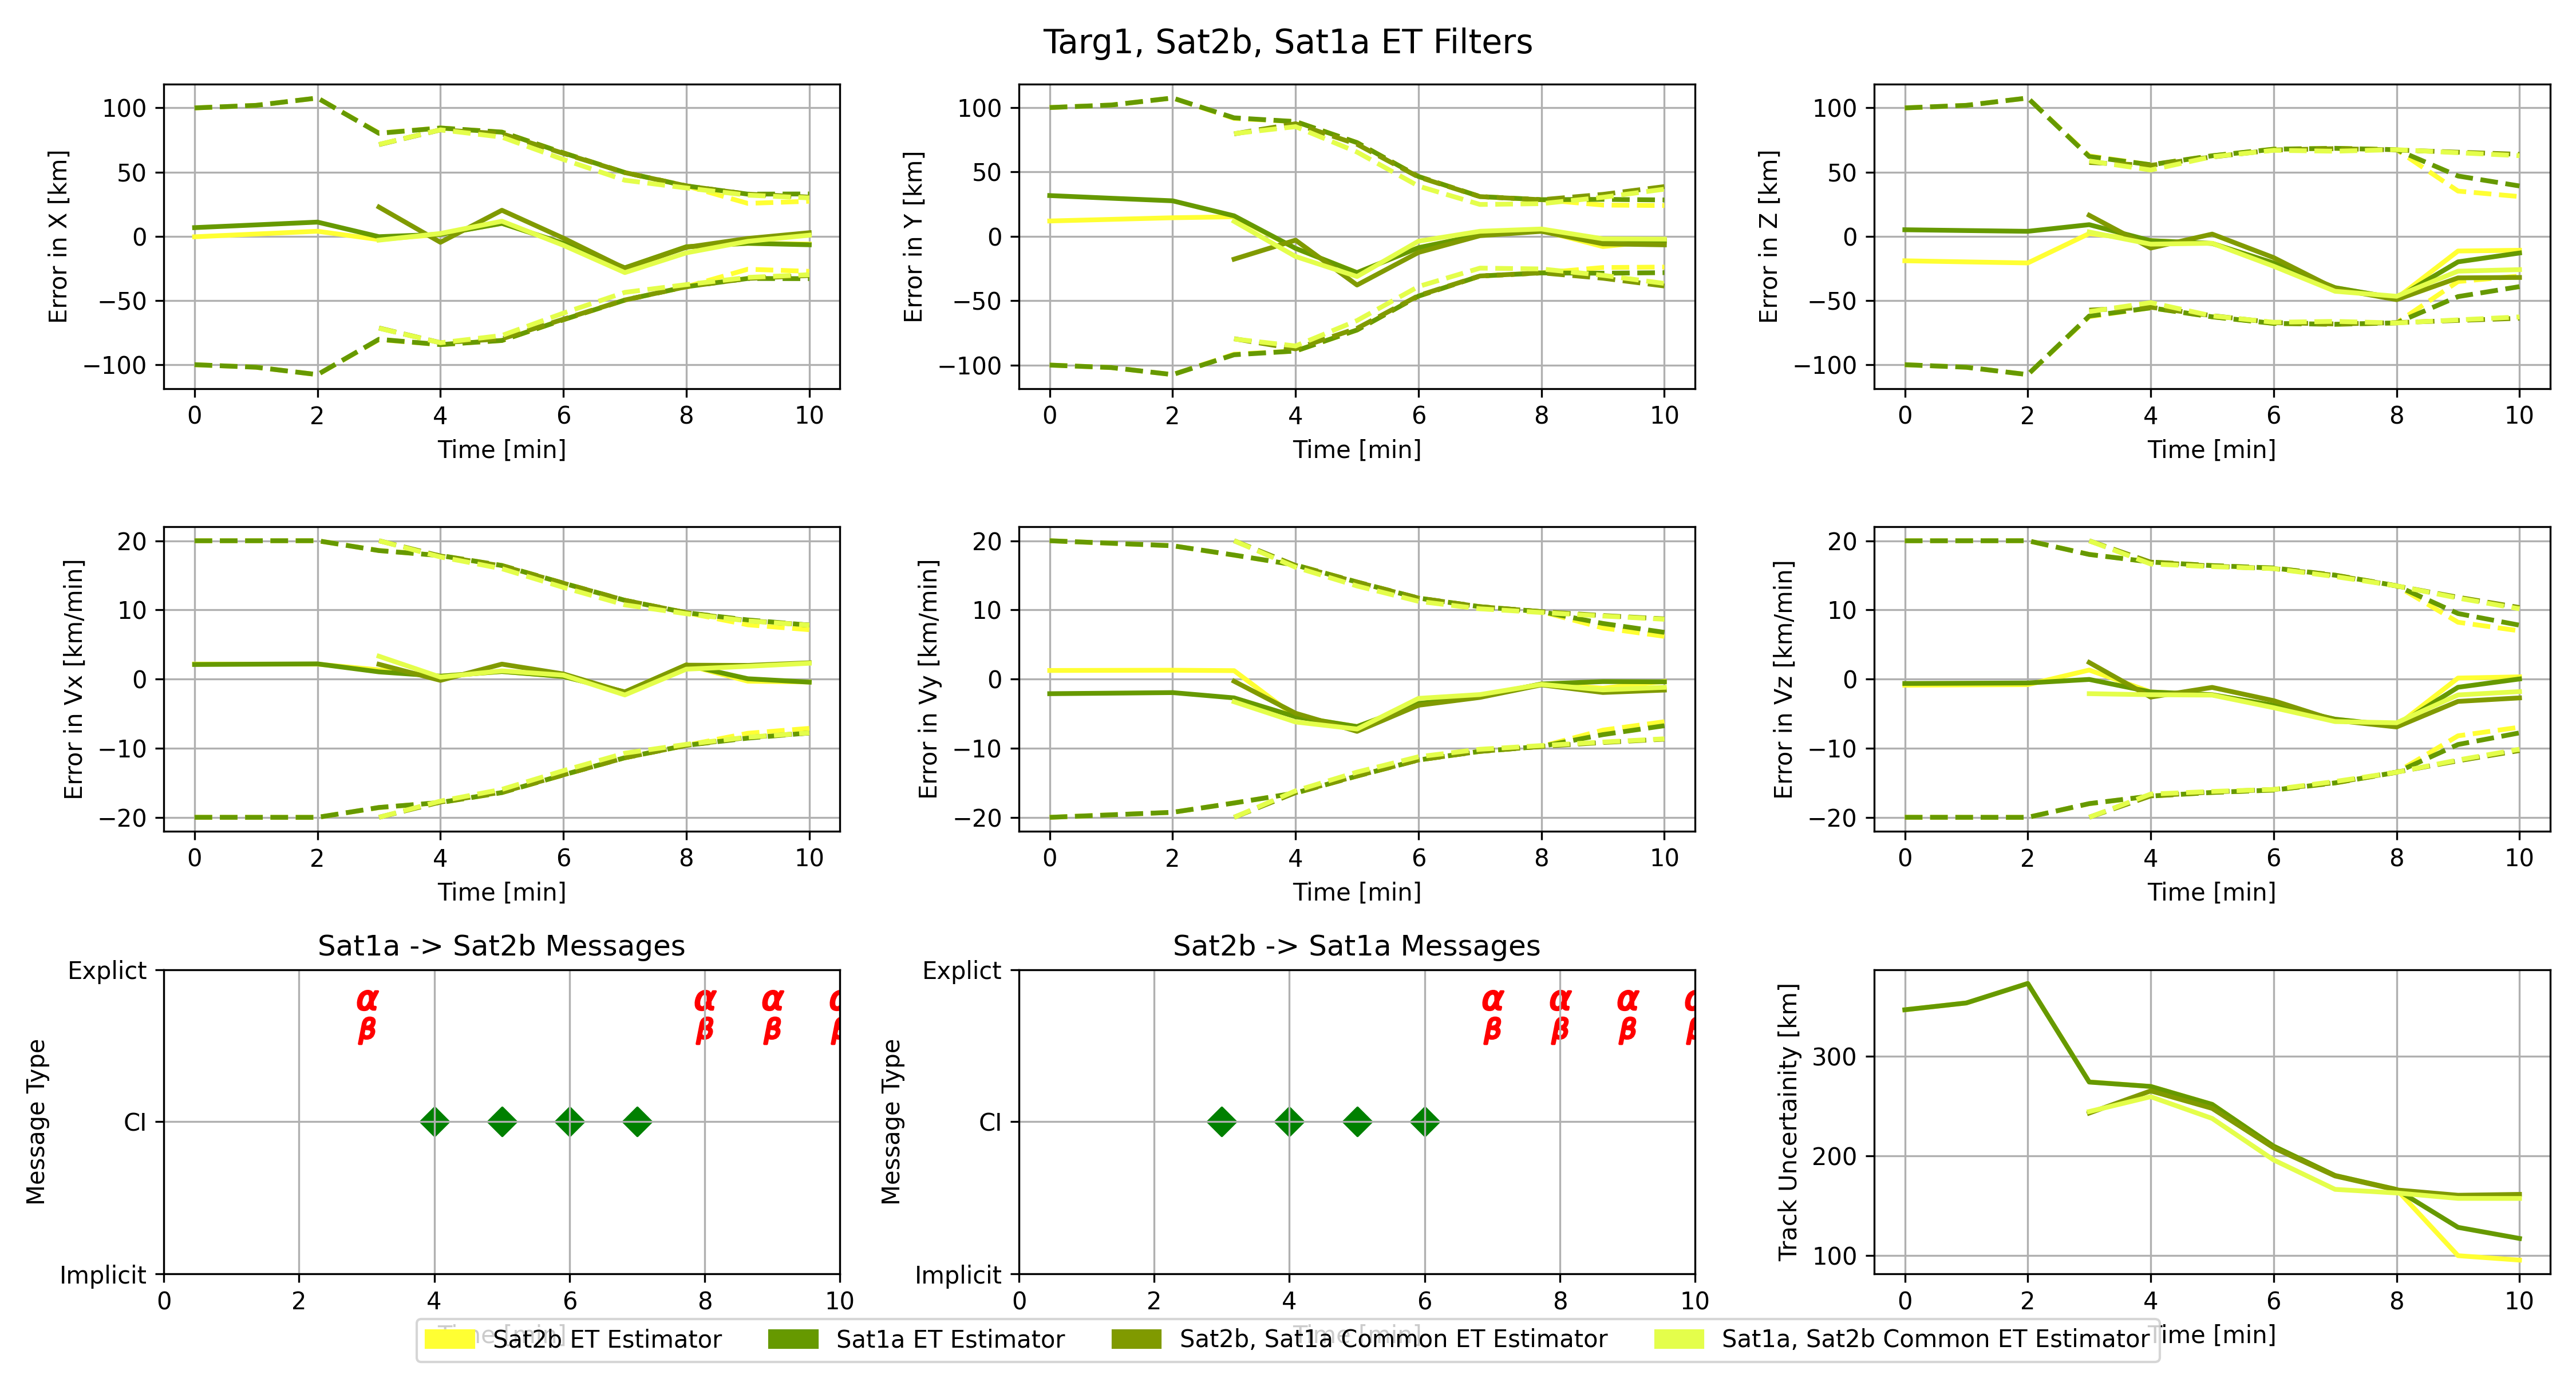 Targ1, Sat2b, Sat1a ET Filters
Error in X [km]
100
50
0
−50
−100
0 2 4 6 8 10
Time [min]
Error in Y [km]
100
50
0
−50
−100
0 2 4 6 8 10
Time [min]
Error in Z [km]
100
50
0
−50
−100
0 2 4 6 8 10
Time [min]
Error in Vx [km/min]
20
10
0
−10
−20
0 2 4 6 8 10
Time [min]
Error in Vy [km/min]
20
10
0
−10
−20
0 2 4 6 8 10
Time [min]
Error in Vz [km/min]
20
10
0
−10
−20
0 2 4 6 8 10
Time [min]
Sat1a -> Sat2b Messages
Message Type
Explict
α α α α
β β β β
CI
Implicit
0 2 4 6 8 10
Time [min]
Sat2b -> Sat1a Messages
Message Type
Explict
α α α α
β β β β
CI
Implicit
0 2 4 6 8 10
Time [min]
Track Uncertainity [km]
300
200
100
0 2 4 6 8 10
Time [min]
Sat2b ET Estimator
Sat1a ET Estimator
Sat2b, Sat1a Common ET Estimator
Sat1a, Sat2b Common ET Estimator